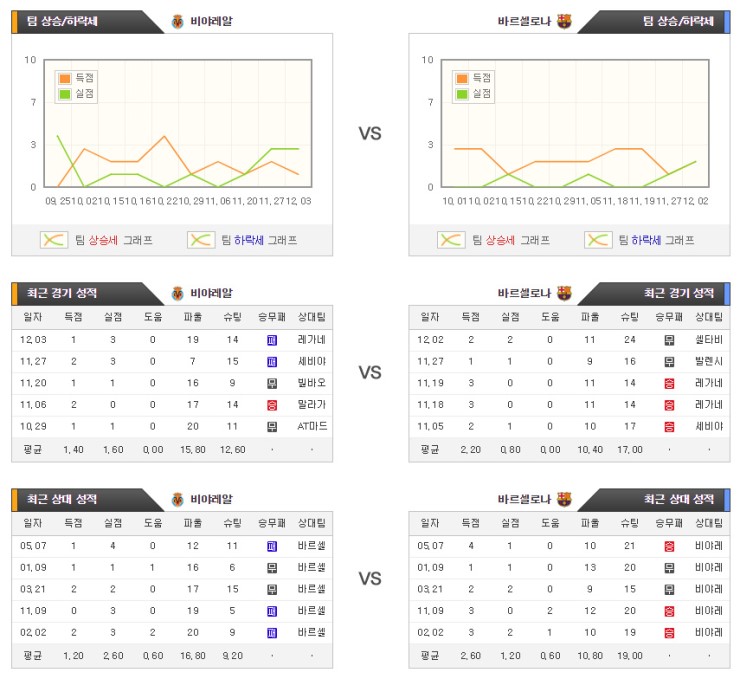 팀 상승/하락세 비야레알
바르셀로나 팀 상승/하락세
10
7
3
0
득점
실점
09, 25 10, 02 10, 15 10, 16 10, 22 10, 29 11, 06 11, 20 11, 27 12, 03
VS
10
7
3
0
득점
실점
10, 01 10, 02 10, 15 10, 22 10, 29 11, 05 11, 18 11, 19 11, 27 12, 02
팀 상승세 그래프 팀 하락세 그래프
팀 상승세 그래프 팀 하락세 그래프
최근 경기 성적 비야레알
일자 득점 실점 도움 파울 슈팅 승무패 상대팀
12, 03 1 3 0 19 14 패 레가네
11, 27 2 3 0 7 15 패 세비야
11, 20 1 1 0 16 9 무 빌바오
11, 06 2 0 0 17 14 승 말라가
10, 29 1 1 0 20 11 무 AT마드
평균 1, 40 1, 60 0, 00 15, 80 12, 60 · ·
VS
바르셀로나 최근 경기 성적
일자 득점 실점 도움 파울 슈팅 승무패 상대팀
12, 02 2 2 0 11 24 무 셀타비
11, 27 1 1 0 9 16 무 발렌시
11, 19 3 0 0 11 14 승 레가네
11, 18 3 0 0 11 14 승 레가네
11, 05 2 1 0 10 17 승 세비야
평균 2, 20 0, 80 0, 00 10, 40 17, 00 · ·
최근 상대 성적 비야레알
일자 득점 실점 도움 파울 슈팅 승무패 상대팀
05, 07 1 4 0 12 11 패 바르셀
01, 09 1 1 1 16 6 무 바르셀
03, 21 2 2 0 17 15 무 바르셀
11, 09 0 3 0 19 5 패 바르셀
02, 02 2 3 2 20 9 패 바르셀
평균 1, 20 2, 60 0, 60 16, 80 9, 20 · ·
VS
바르셀로나 최근 상대 성적
일자 득점 실점 도움 파울 슈팅 승무패 상대팀
05, 07 4 1 0 10 21 승 비야레
01, 09 1 1 0 13 20 무 비야레
03, 21 2 2 0 9 15 무 비야레
11, 09 3 0 2 12 20 승 비야레
02, 02 3 2 1 10 19 승 비야레
평균 2, 60 1, 20 0, 60 10, 80 19, 00 · ·